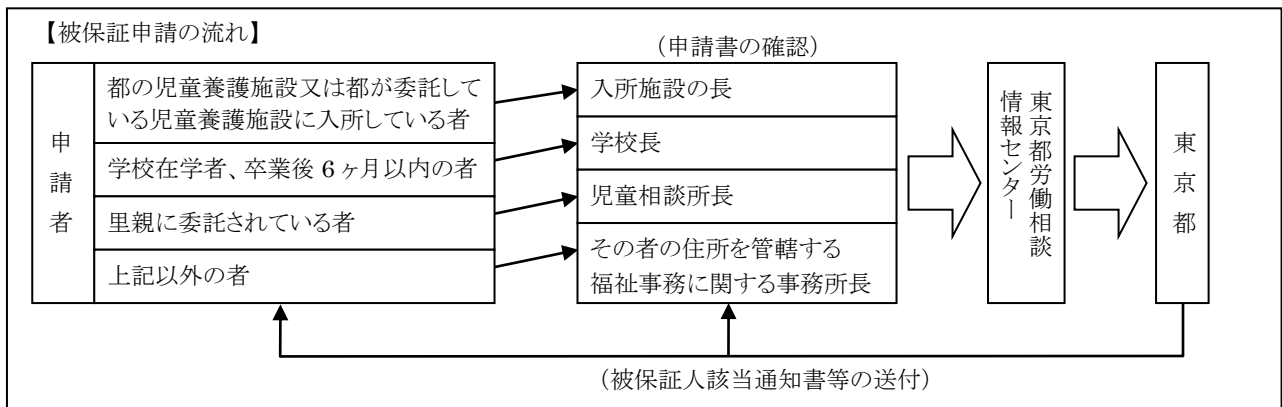 【被保証申請の流れ】
(申請書の確認)
申請者
都の児童養護施設又は都が委託して
いる児童養護施設に入所している者
入所施設の長
学校在学者、卒業後6ヶ月以内の者
学校長
里親に委託されている者
児童相談所長
上記以外の者
その者の住所を管轄する
福祉事務に関する事務所長
東京都労働相談
情報センター
東京都
(被保証人該当通知書等の送付)